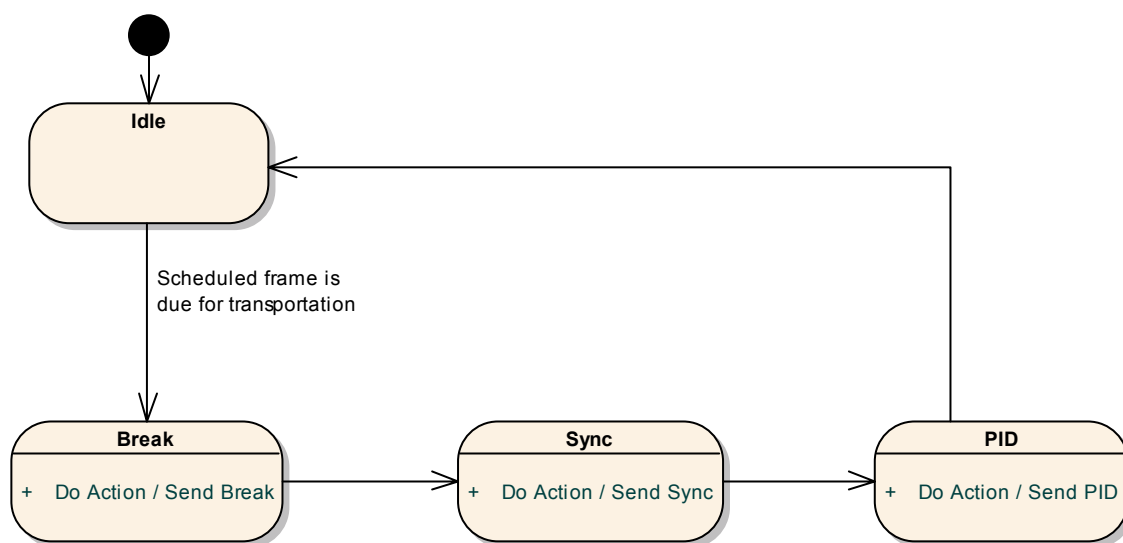 Idle
Scheduled frame is
due for transportation
Break
+ Do Action / Send Break
Sync
+ Do Action / Send Sync
PID
+ Do Action / Send PID